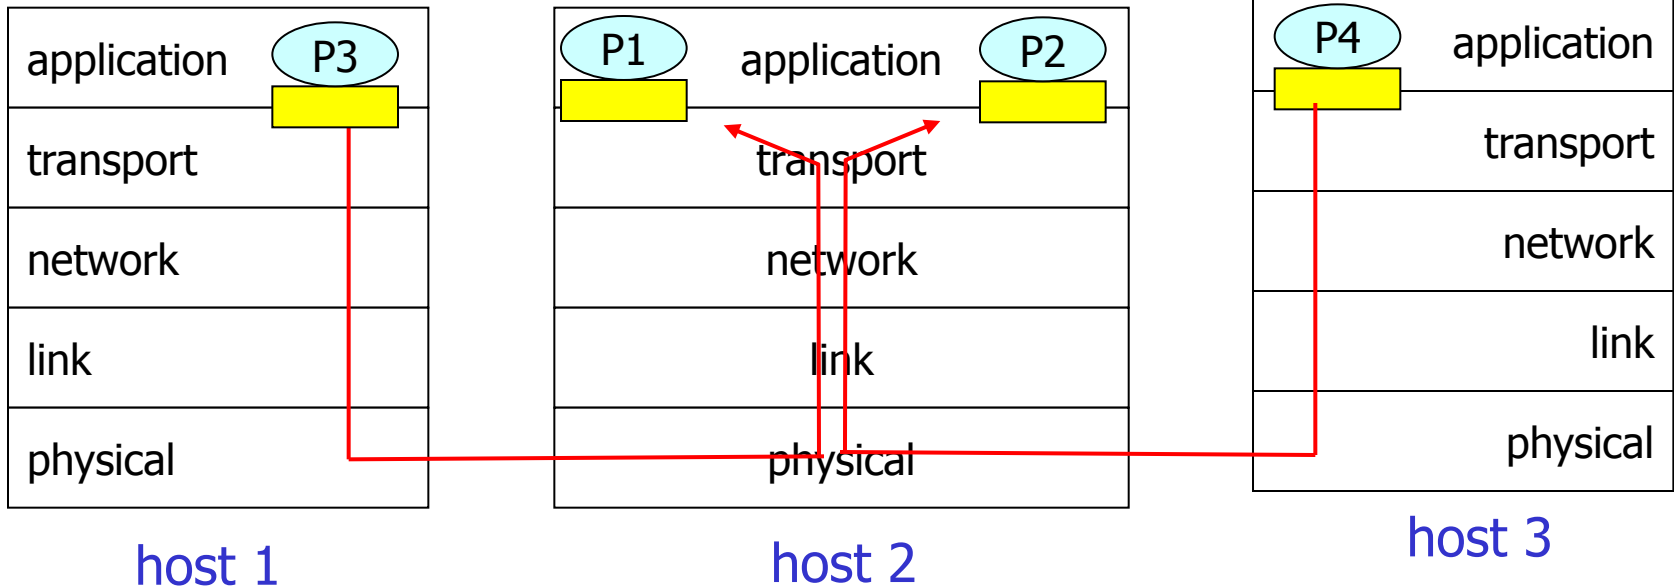 application
P3
transport
network
link
physical
host 1
P1
application
P2
transport
network
link
physical
host 2
P4
application
transport
network
link
physical
host 3